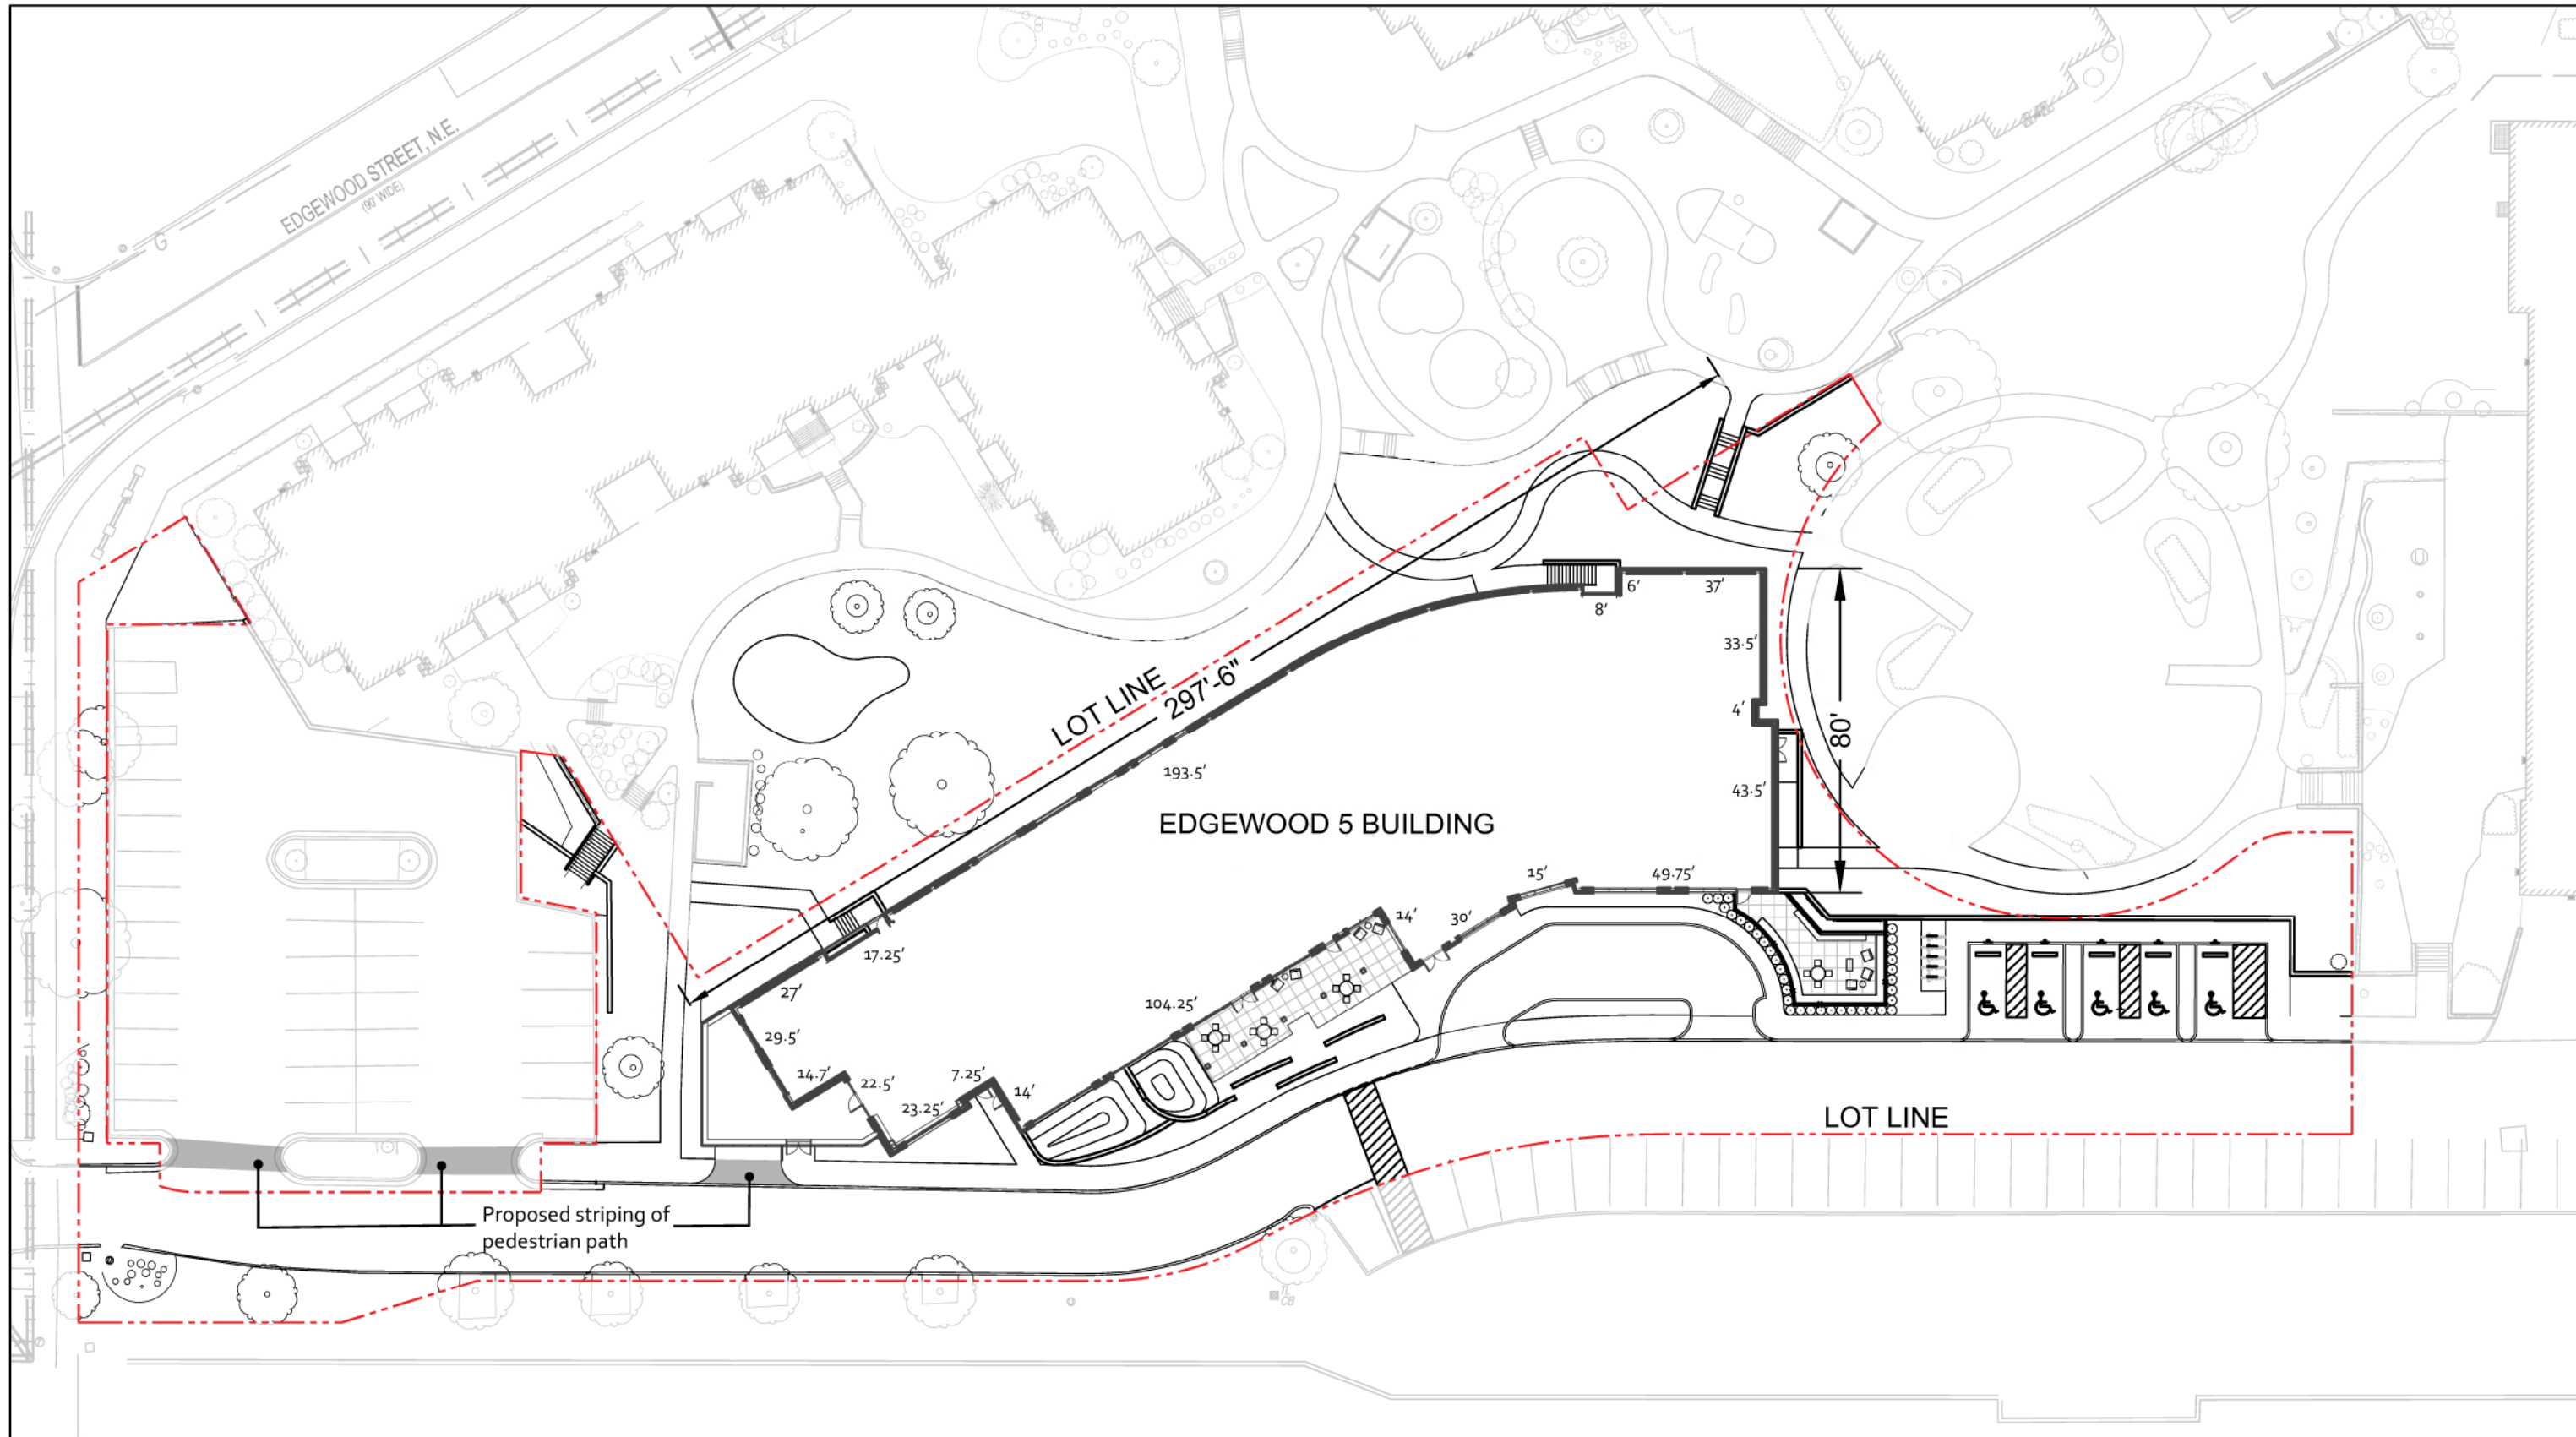 EDGEWOOD STREET, N.E.
(90' WIDE)
G
LOT LINE
297'-6"
6'
37'
8'
33.5'
4'
80'
193.5'
43.5'
EDGEWOOD 5 BUILDING
15'
49.75'
14'
30'
17.25'
27'
104.25'
29.5'
14.7'
22.5'
7.25'
14'
23.25'
LOT LINE
Proposed striping of
pedestrian path
CB